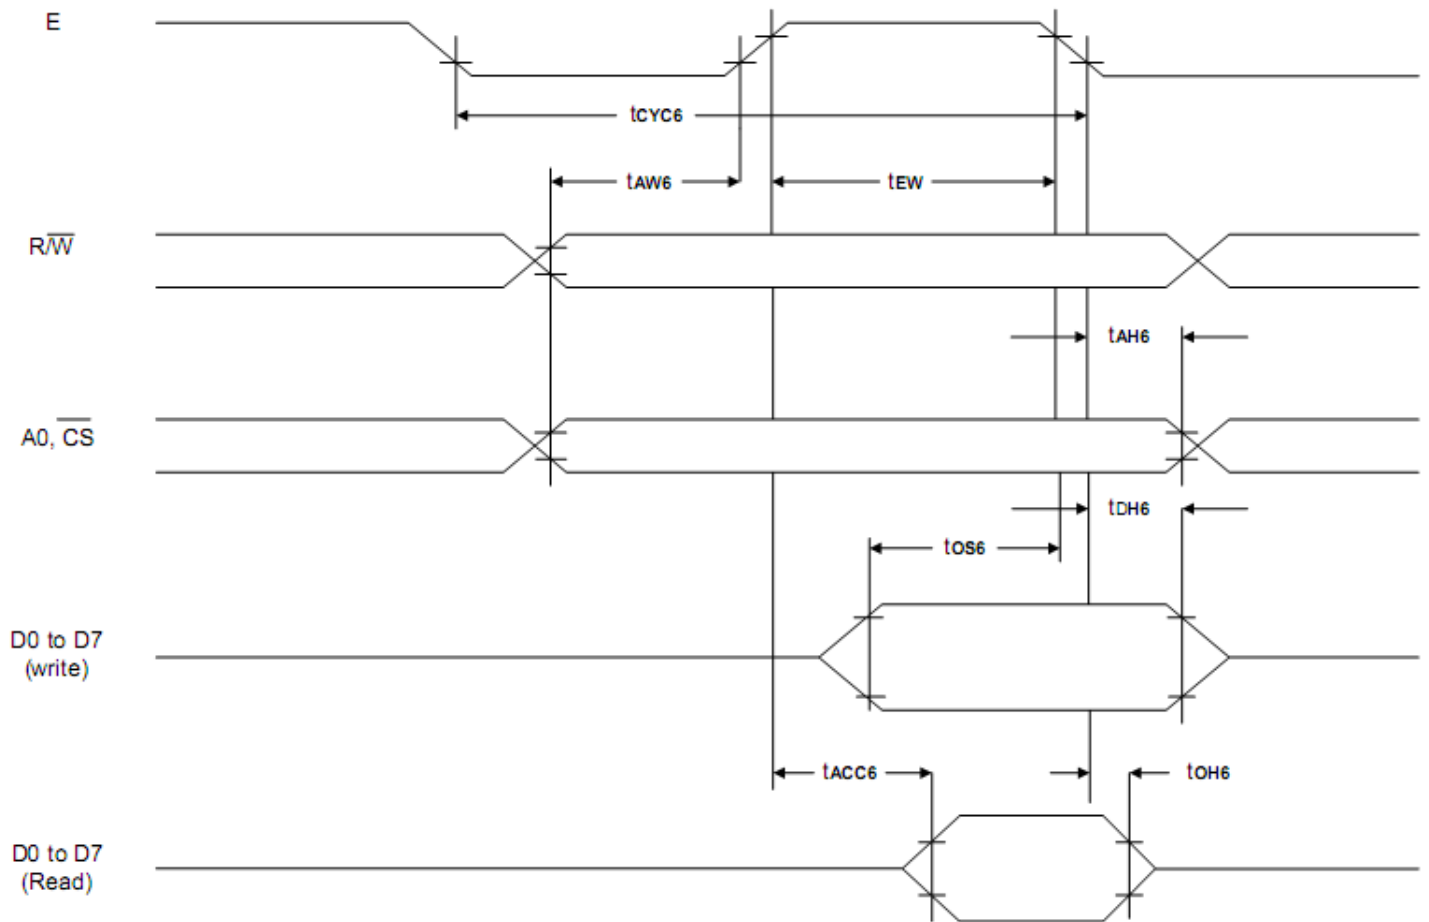 E
tCYC6
tAW6
tEW
R/W
tAH6
A0, CS
tDH6
tOS6
D0 to D7
(write)
tACC6
tOH6
D0 to D7
(Read)